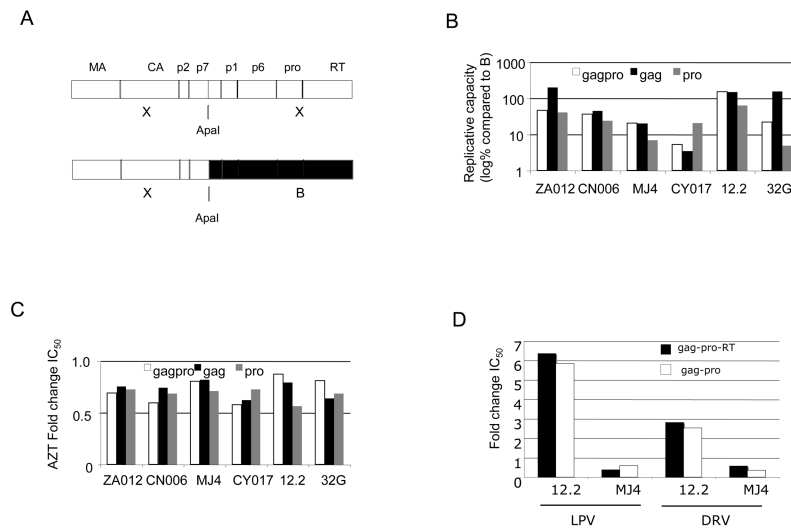 A
MA CA p2 p7 p1 p6 pro RT
X X
ApaI
X B
ApaI
B
Replicative capacity
(log% compared to B)
1000
100
10
1
gagpro gag pro
ZA012 CN006 MJ4 CY017 12.2 32G
C
AZT Fold change IC50
1.0
0.5
0
gagpro gag pro
ZA012 CN006 MJ4 CY017 12.2 32G
D
Fold change IC50
7
6
5
4
3
2
1
0
gag-pro-RT
gag-pro
12.2 MJ4 12.2 MJ4
LPV DRV